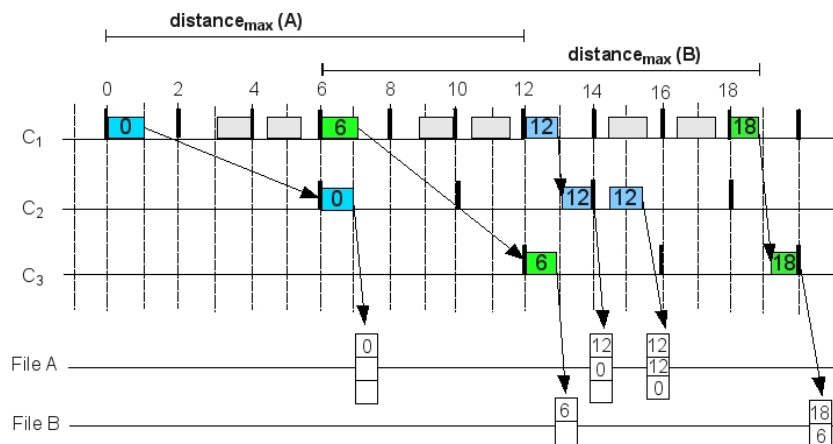 distancemax (A)
distancemax (B)
0 2 4 6 8 10 12 14 16 18
C1 0 6 12 18
C2 0 12 12
C3 6 18
File A 0 12 0 12 12 0
File B 6 18 6